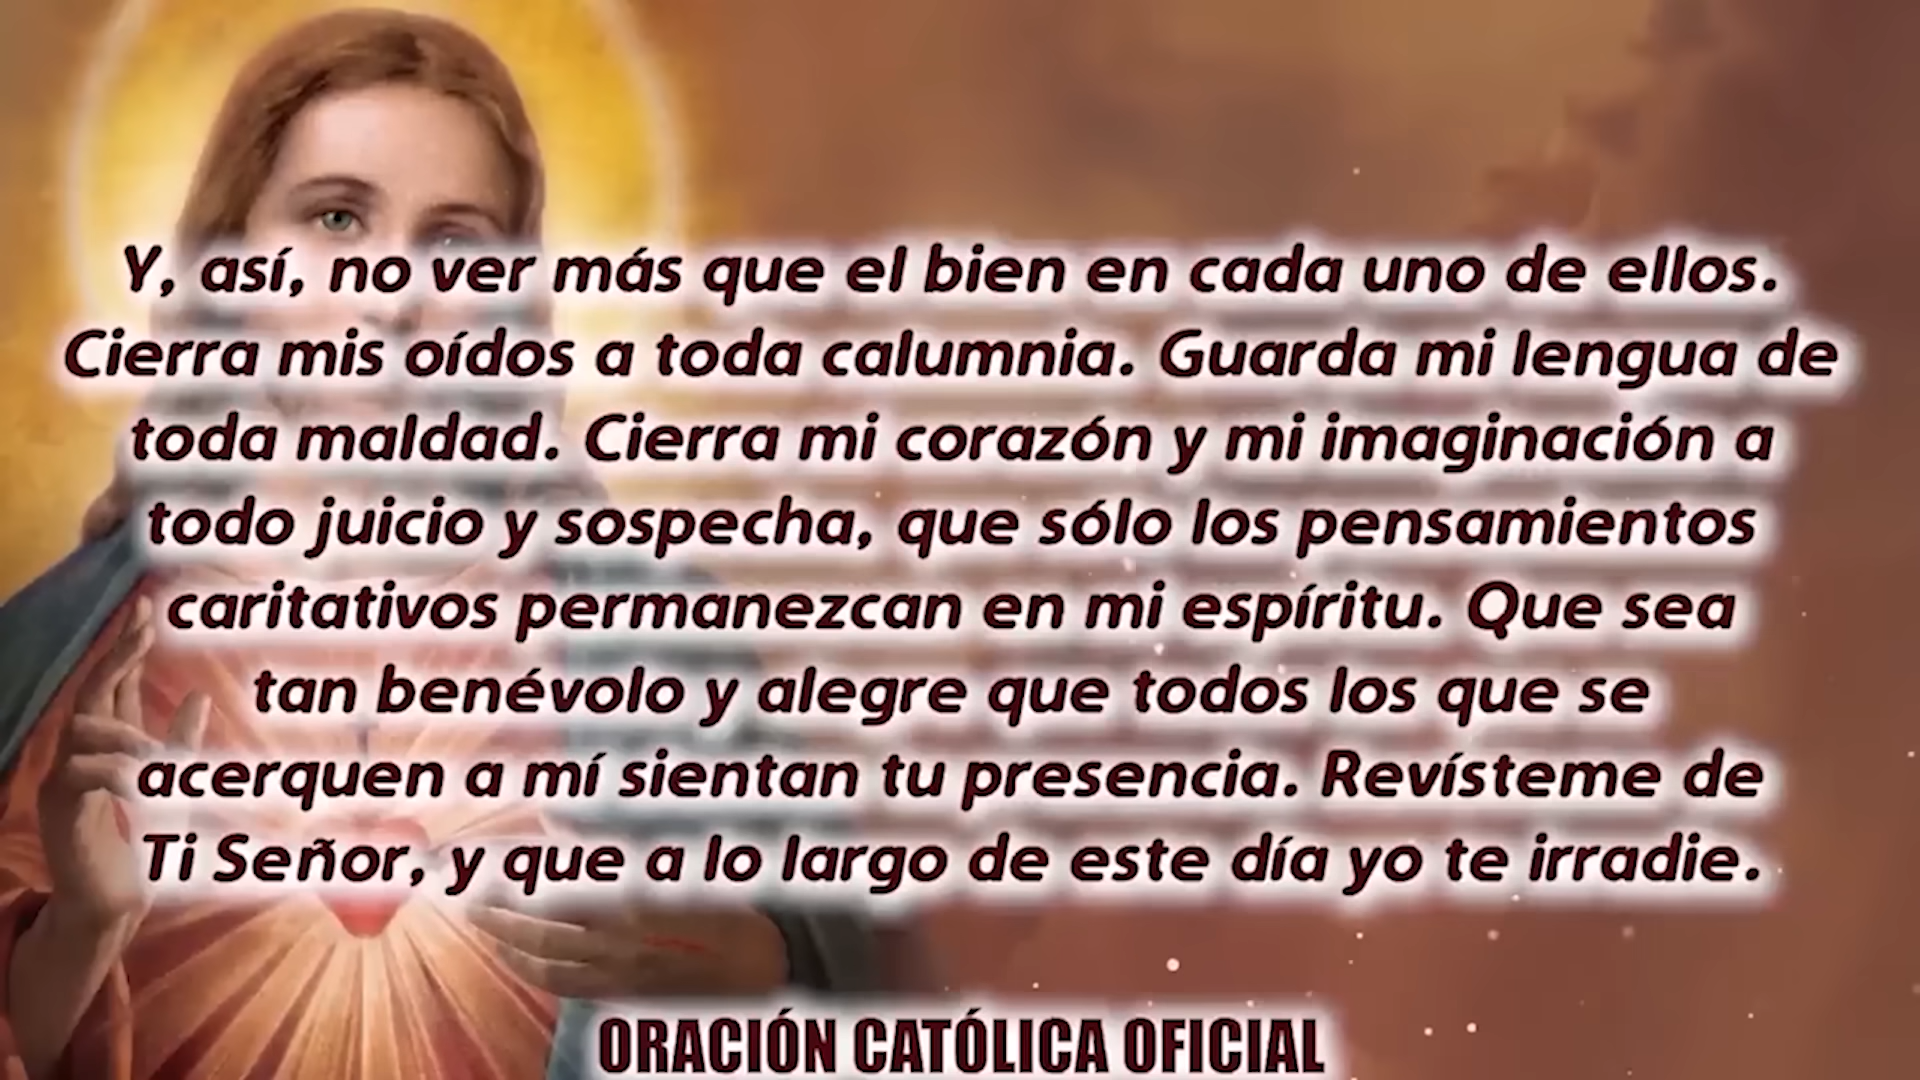 Y, así, no ver más que el bien en cada uno de ellos.
Cierra mis oídos a toda calumnia. Guarda mi lengua de
toda maldad. Cierra mi corazón y mi imaginación a
todo juicio y sospecha, que sólo los pensamientos
caritativos permanezcan en mi espíritu. Que sea
tan benévolo y alegre que todos los que se
acerquen a mí sientan tu presencia. Revísteme de
Ti Señor, y que a lo largo de este día yo te irradie.
ORACIÓN CATÓLICA OFICIAL